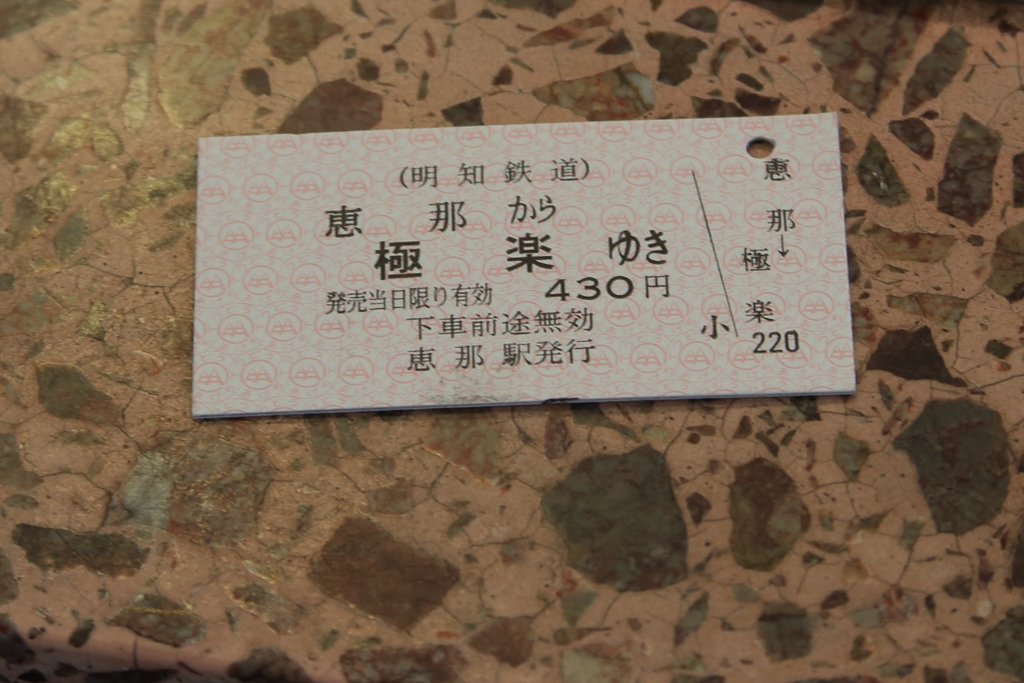 (明知鉄道)
恵那から
極楽ゆき
発売当日限り有効 430円
下車前途無効
恵那駅発行
恵那→極楽
小
220